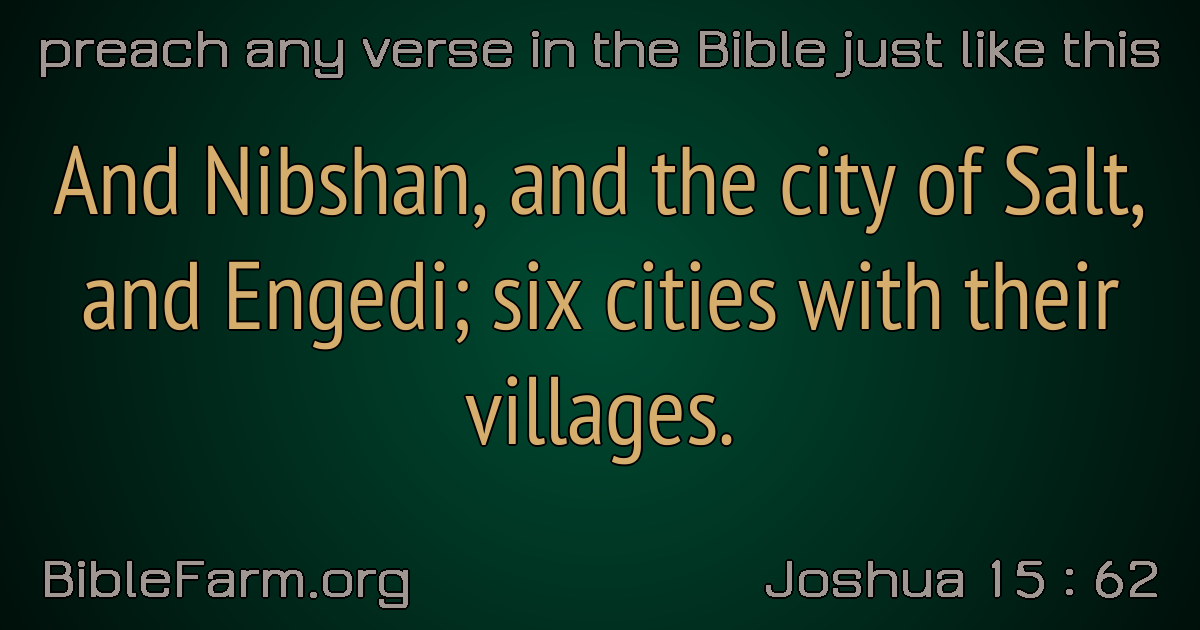 preach any verse in the Bible just like this
And Nibshan, and the city of Salt,
and Engedi; six cities with their
villages.
BibleFarm.org
Joshua 15 : 62